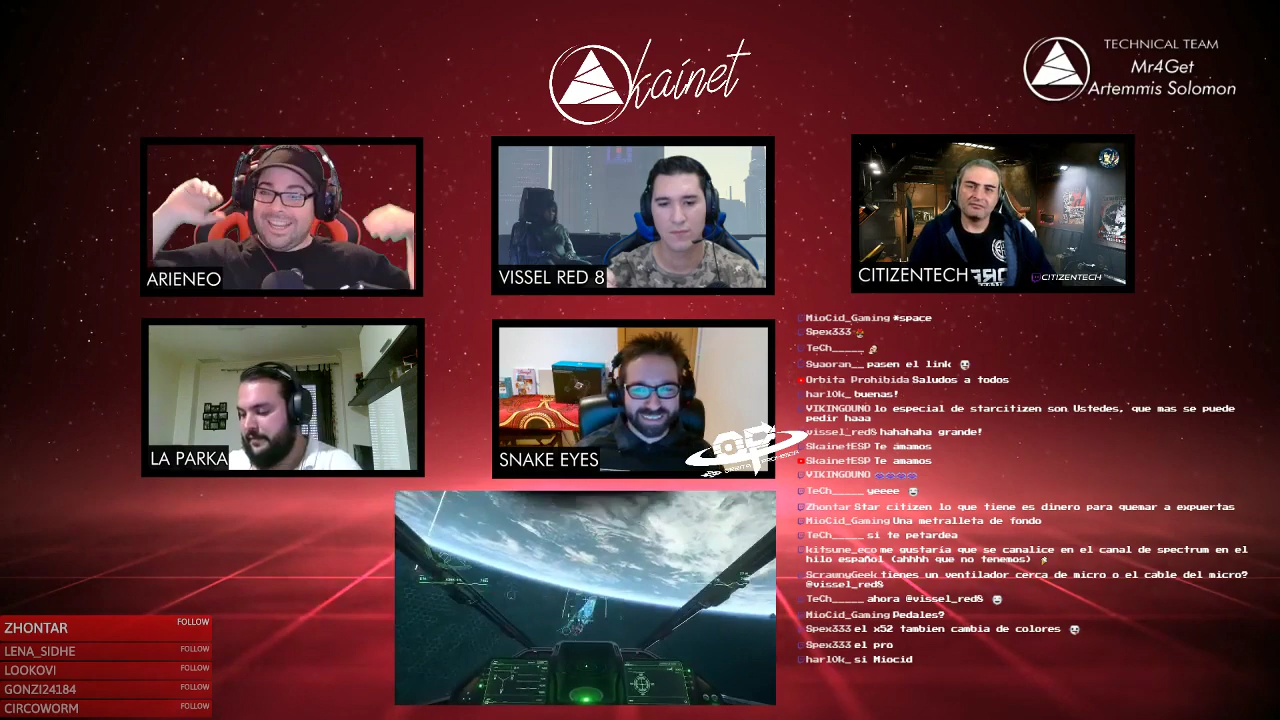 kainet
TECHNICAL TEAM
Mr4Get
Artemmis Solomon
ARIENEO
VISSEL RED 8
CITIZENTECH
CITIZENTECH
LA PARKA
SNAKE EYES
MioCid_Gaming *space
Spex333
TeCh_____
Syaoran__ pasen el link
Orbita Prohibida Saludos a todos
harl0k_ buenas!
VIKINGOUNO lo especial de starcitizen son Ustedes, que mas se puede
pedir haaa
vissel_red8 hahahaha grande!
SkainetESP Te amamos
SkainetESP Te amamos
VIKINGOUNO
TeCh_____ yeeee
Zhontar Star citizen lo que tiene es dinero para quemar a expuertas
MioCid_Gaming Una metralleta de fondo
TeCh_____ si te petardea
kitsune_eco me gustaría que se canalice en el canal de spectrum en el
hilo español (ahhhh que no tenemos)
ScrawnyGeek tienes un ventilador cerca de micro o el cable del micro?
@vissel_red8
TeCh_____ ahora @vissel_red8
MioCid_Gaming Pedales?
Spex333 el x52 tambien cambia de colores
Spex333 el pro
harl0k_ si Miocid
ZHONTAR FOLLOW
LENA_SIDHE FOLLOW
LOOKOVI FOLLOW
GONZI24184 FOLLOW
CIRCOWORM FOLLOW